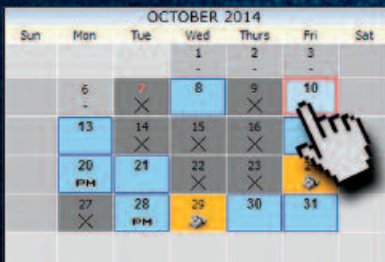 OCTOBER 2014
Sun Mon Tue Wed Thurs Fri Sat
1 2 3
- - -
6 7 8 9 10
-
13 14 15 16
20 21 22 23
PM
27 28 29 30 31
PM